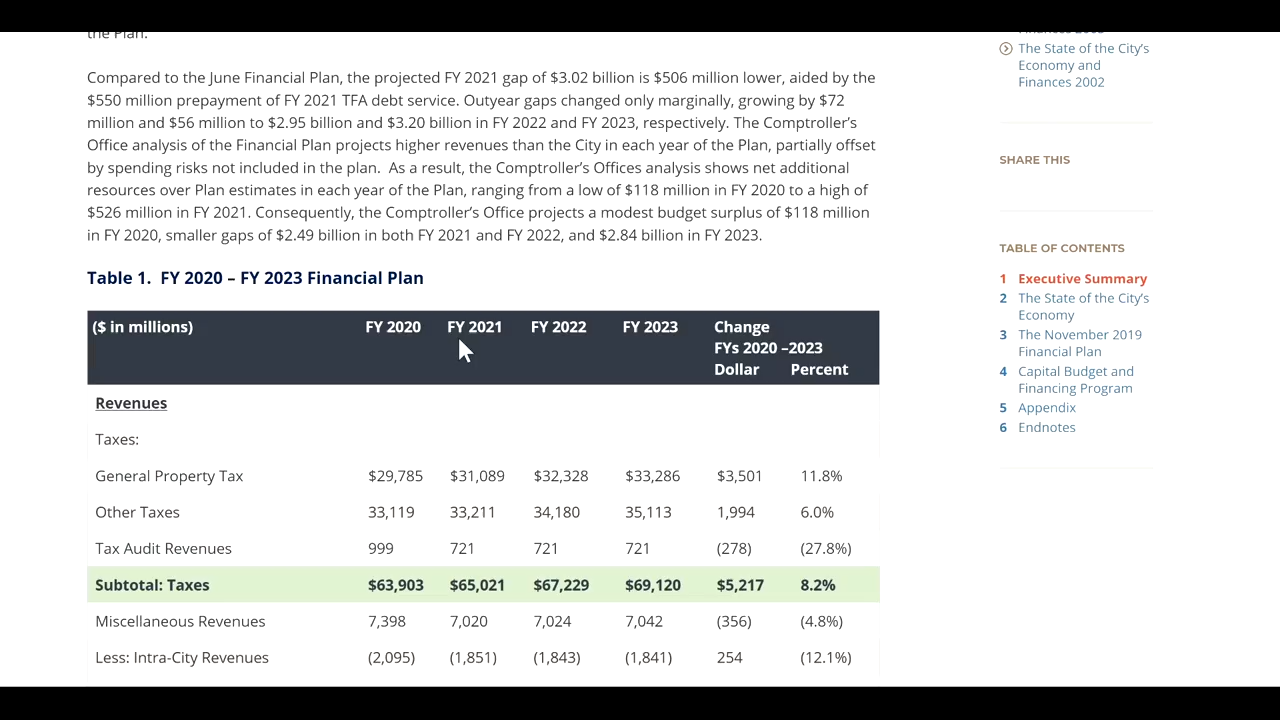 the Plan.
Compared to the June Financial Plan, the projected FY 2021 gap of $3.02 billion is $506 million lower, aided by the
$550 million prepayment of FY 2021 TFA debt service. Outyear gaps changed only marginally, growing by $72
million and $56 million to $2.95 billion and $3.20 billion in FY 2022 and FY 2023, respectively. The Comptroller’s
Office analysis of the Financial Plan projects higher revenues than the City in each year of the Plan, partially offset
by spending risks not included in the plan.  As a result, the Comptroller’s Offices analysis shows net additional
resources over Plan estimates in each year of the Plan, ranging from a low of $118 million in FY 2020 to a high of
$526 million in FY 2021. Consequently, the Comptroller’s Office projects a modest budget surplus of $118 million
in FY 2020, smaller gaps of $2.49 billion in both FY 2021 and FY 2022, and $2.84 billion in FY 2023.
Table 1.  FY 2020 – FY 2023 Financial Plan
($ in millions) FY 2020 FY 2021 FY 2022 FY 2023 Change
FYs 2020 –2023
Dollar Percent
Revenues
Taxes:
General Property Tax $29,785 $31,089 $32,328 $33,286 $3,501 11.8%
Other Taxes 33,119 33,211 34,180 35,113 1,994 6.0%
Tax Audit Revenues 999 721 721 721 (278) (27.8%)
Subtotal: Taxes $63,903 $65,021 $67,229 $69,120 $5,217 8.2%
Miscellaneous Revenues 7,398 7,020 7,024 7,042 (356) (4.8%)
Less: Intra-City Revenues (2,095) (1,851) (1,843) (1,841) 254 (12.1%)
Finances 2003
The State of the City’s
Economy and
Finances 2002
SHARE THIS
TABLE OF CONTENTS
1 Executive Summary
2 The State of the City’s
Economy
3 The November 2019
Financial Plan
4 Capital Budget and
Financing Program
5 Appendix
6 Endnotes